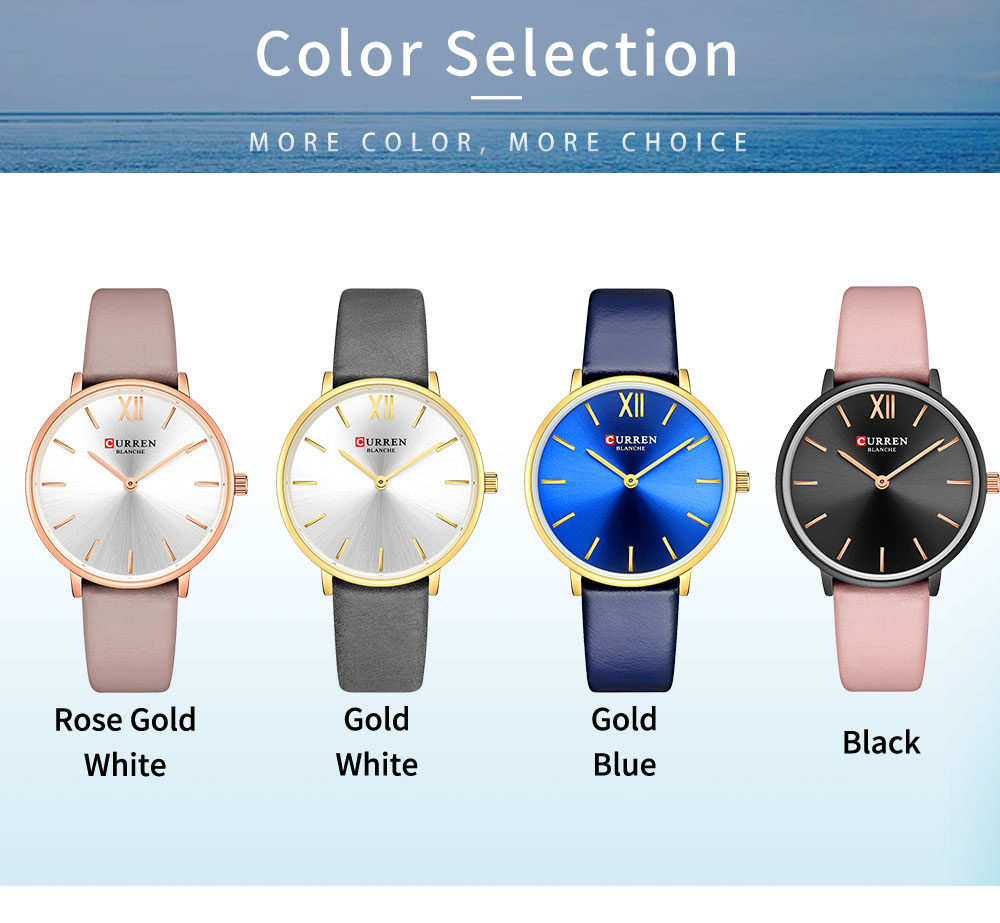 Color Selection
MORE COLOR, MORE CHOICE
XII
CURREN
BLANCHE
XII
CURREN
BLANCHE
XII
CURREN
BLANCHE
XII
CURREN
BLANCHE
Rose Gold
White
Gold
White
Gold
Blue
Black